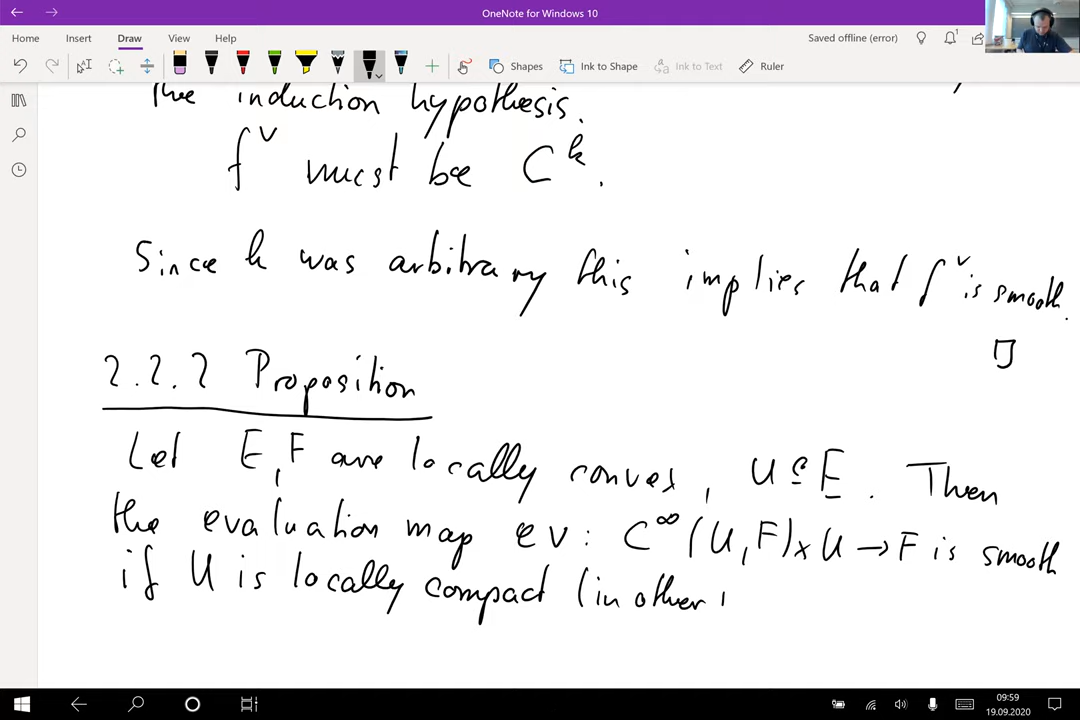 OneNote for Windows 10
Home Insert Draw View Help Saved offline (error)
Shapes Ink to Shape Ink to Text Ruler
the induction hypothesis.
f^∨ must be C^k.
Since k was arbitrary this implies that f^∨ is smooth.
□
2.2.2 Proposition
Let E, F are locally convex, U ⊆ E. Then
the evaluation map ev: C^∞(U,F) × U → F is smooth
if U is locally compact (in other
09:59
19.09.2020